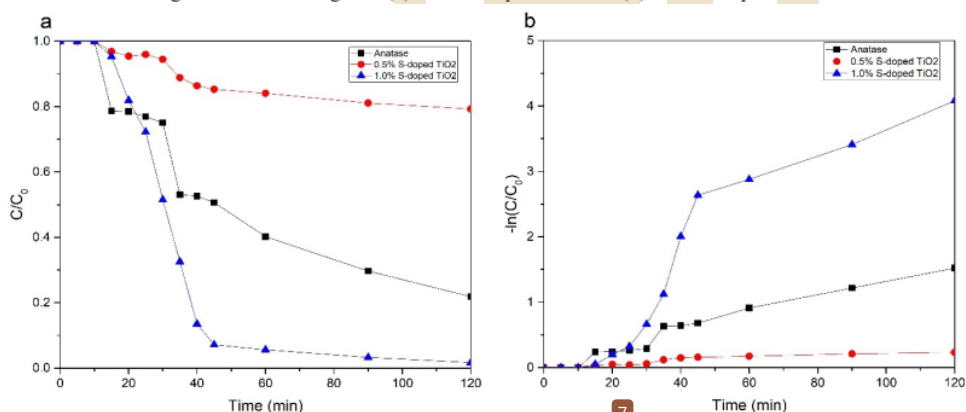 a
b
1.0
0.8
0.6
0.4
0.2
0.0
C/C0
Anatase
0.5% S-doped TiO2
1.0% S-doped TiO2
0 20 40 60 80 100 120
Time (min)
5
4
3
2
1
0
-ln(C/C0)
Anatase
0.5% S-doped TiO2
1.0% S-doped TiO2
0 20 40 60 80 100 120
Time (min)
7